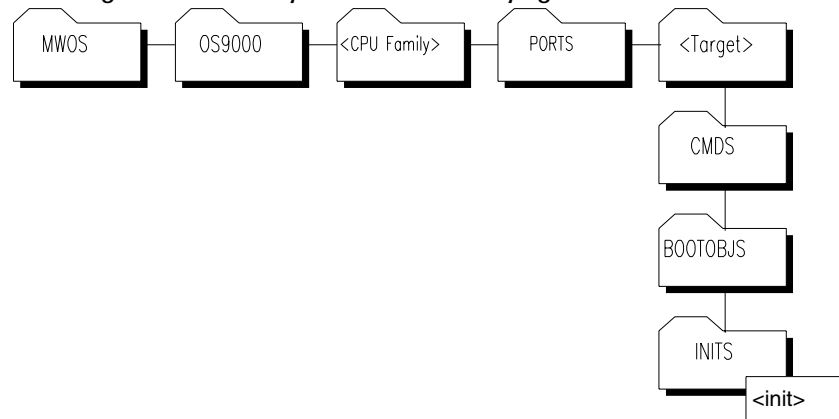 MWOS
OS9000
<CPU Family>
PORTS
<Target>
CMDS
BOOTOBJS
INITS
<init>